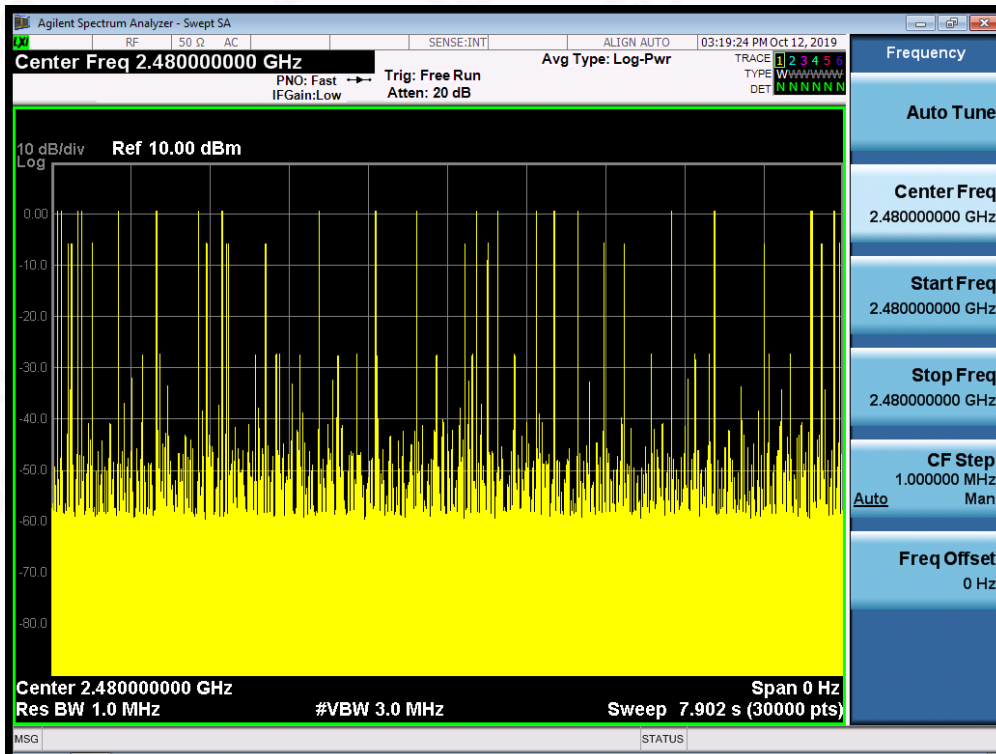 Agilent Spectrum Analyzer - Swept SA
LXI RF 50 Ω AC SENSE:INT ALIGN AUTO 03:19:24 PM Oct 12, 2019
Center Freq 2.480000000 GHz
PNO: Fast
IFGain:Low
Trig: Free Run
Atten: 20 dB
Avg Type: Log-Pwr
TRACE 1 2 3 4 5 6
TYPE WWWWWWW
DET N N N N N N
10 dB/div
Log
Ref 10.00 dBm
0.00
-10.0
-20.0
-30.0
-40.0
-50.0
-60.0
-70.0
-80.0
Center 2.480000000 GHz
Span 0 Hz
Res BW 1.0 MHz
#VBW 3.0 MHz
Sweep 7.902 s (30000 pts)
MSG
STATUS
Frequency
Auto Tune
Center Freq
2.480000000 GHz
Start Freq
2.480000000 GHz
Stop Freq
2.480000000 GHz
CF Step
1.000000 MHz
Auto Man
Freq Offset
0 Hz